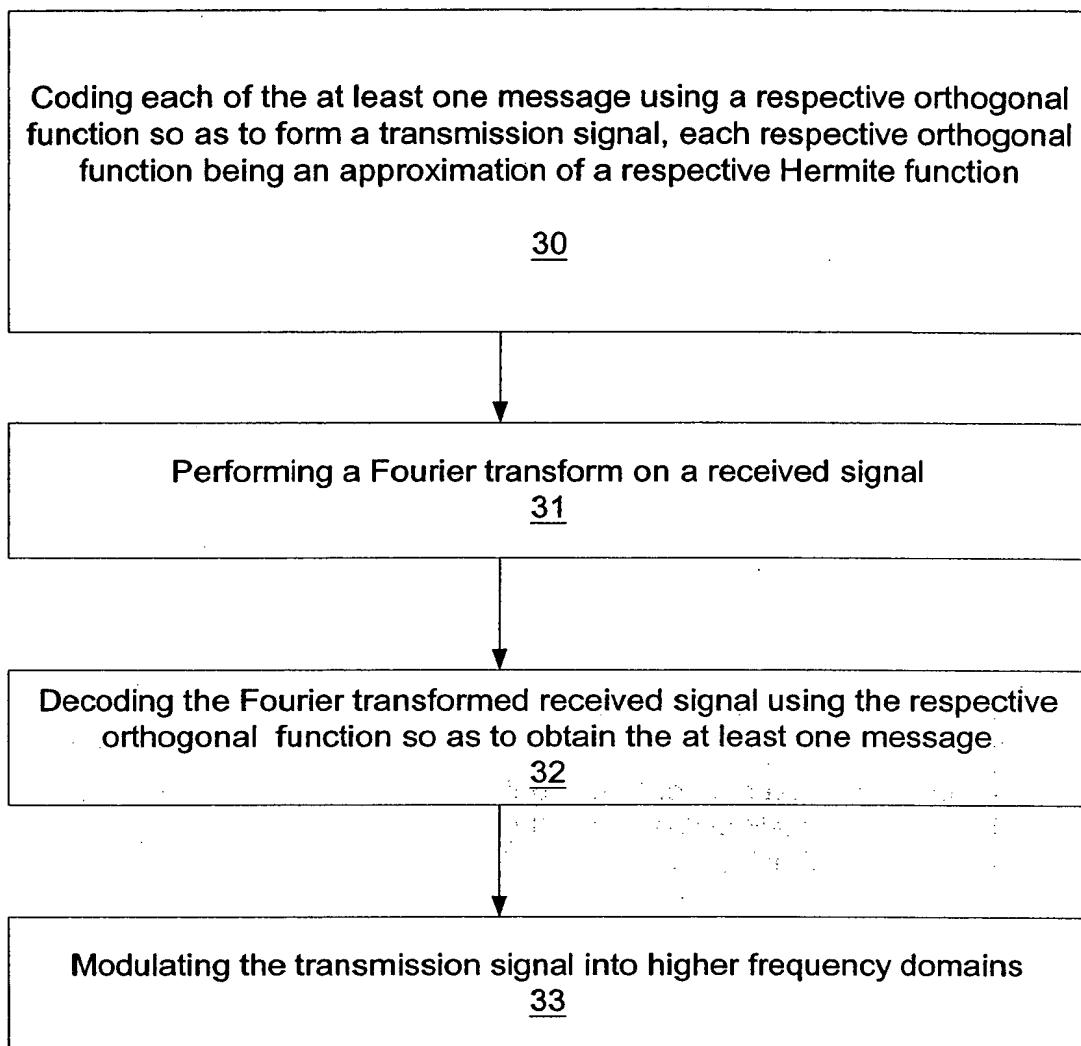 Coding each of the at least one message using a respective orthogonal
function so as to form a transmission signal, each respective orthogonal
function being an approximation of a respective Hermite function
30
Performing a Fourier transform on a received signal
31
Decoding the Fourier transformed received signal using the respective
orthogonal function so as to obtain the at least one message
32
Modulating the transmission signal into higher frequency domains
33